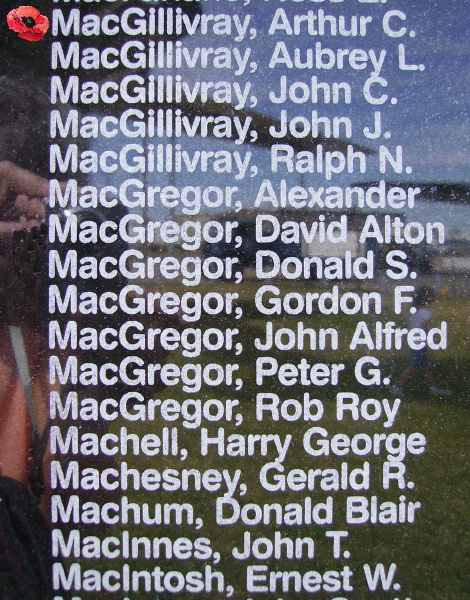 MacGillivray, Arthur C.
MacGillivray, Aubrey L.
MacGillivray, John C.
MacGillivray, John J.
MacGillivray, Ralph N.
MacGregor, Alexander
MacGregor, David Alton
MacGregor, Donald S.
MacGregor, Gordon F.
MacGregor, John Alfred
MacGregor, Peter G.
MacGregor, Rob Roy
Machell, Harry George
Machesney, Gerald R.
Machum, Donald Blair
MacInnes, John T.
MacIntosh, Ernest W.